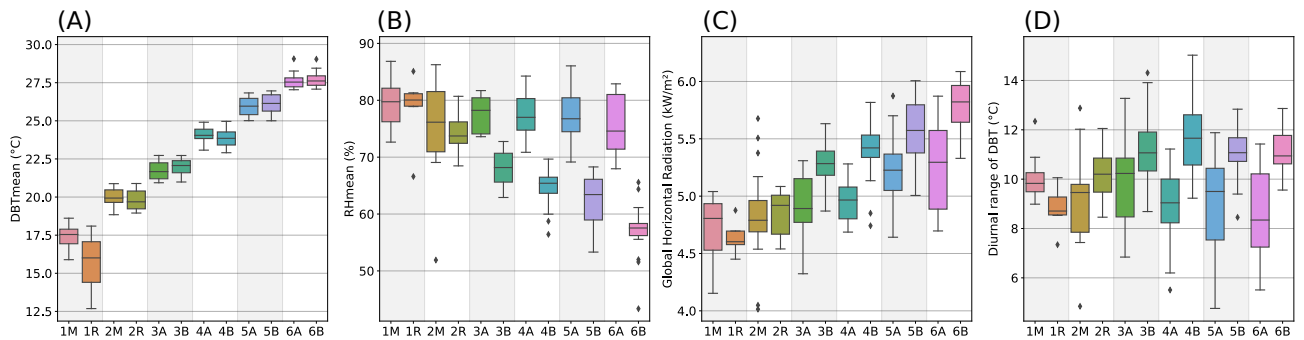 (A)
DBTmean (°C)
30.0
27.5
25.0
22.5
20.0
17.5
15.0
12.5
1M 1R 2M 2R 3A 3B 4A 4B 5A 5B 6A 6B
(B)
RHmean (%)
90
80
70
60
50
1M 1R 2M 2R 3A 3B 4A 4B 5A 5B 6A 6B
(C)
Global Horizontal Radiation (kW/m²)
6.0
5.5
5.0
4.5
4.0
1M 1R 2M 2R 3A 3B 4A 4B 5A 5B 6A 6B
(D)
Diurnal range of DBT (°C)
14
12
10
8
6
1M 1R 2M 2R 3A 3B 4A 4B 5A 5B 6A 6B